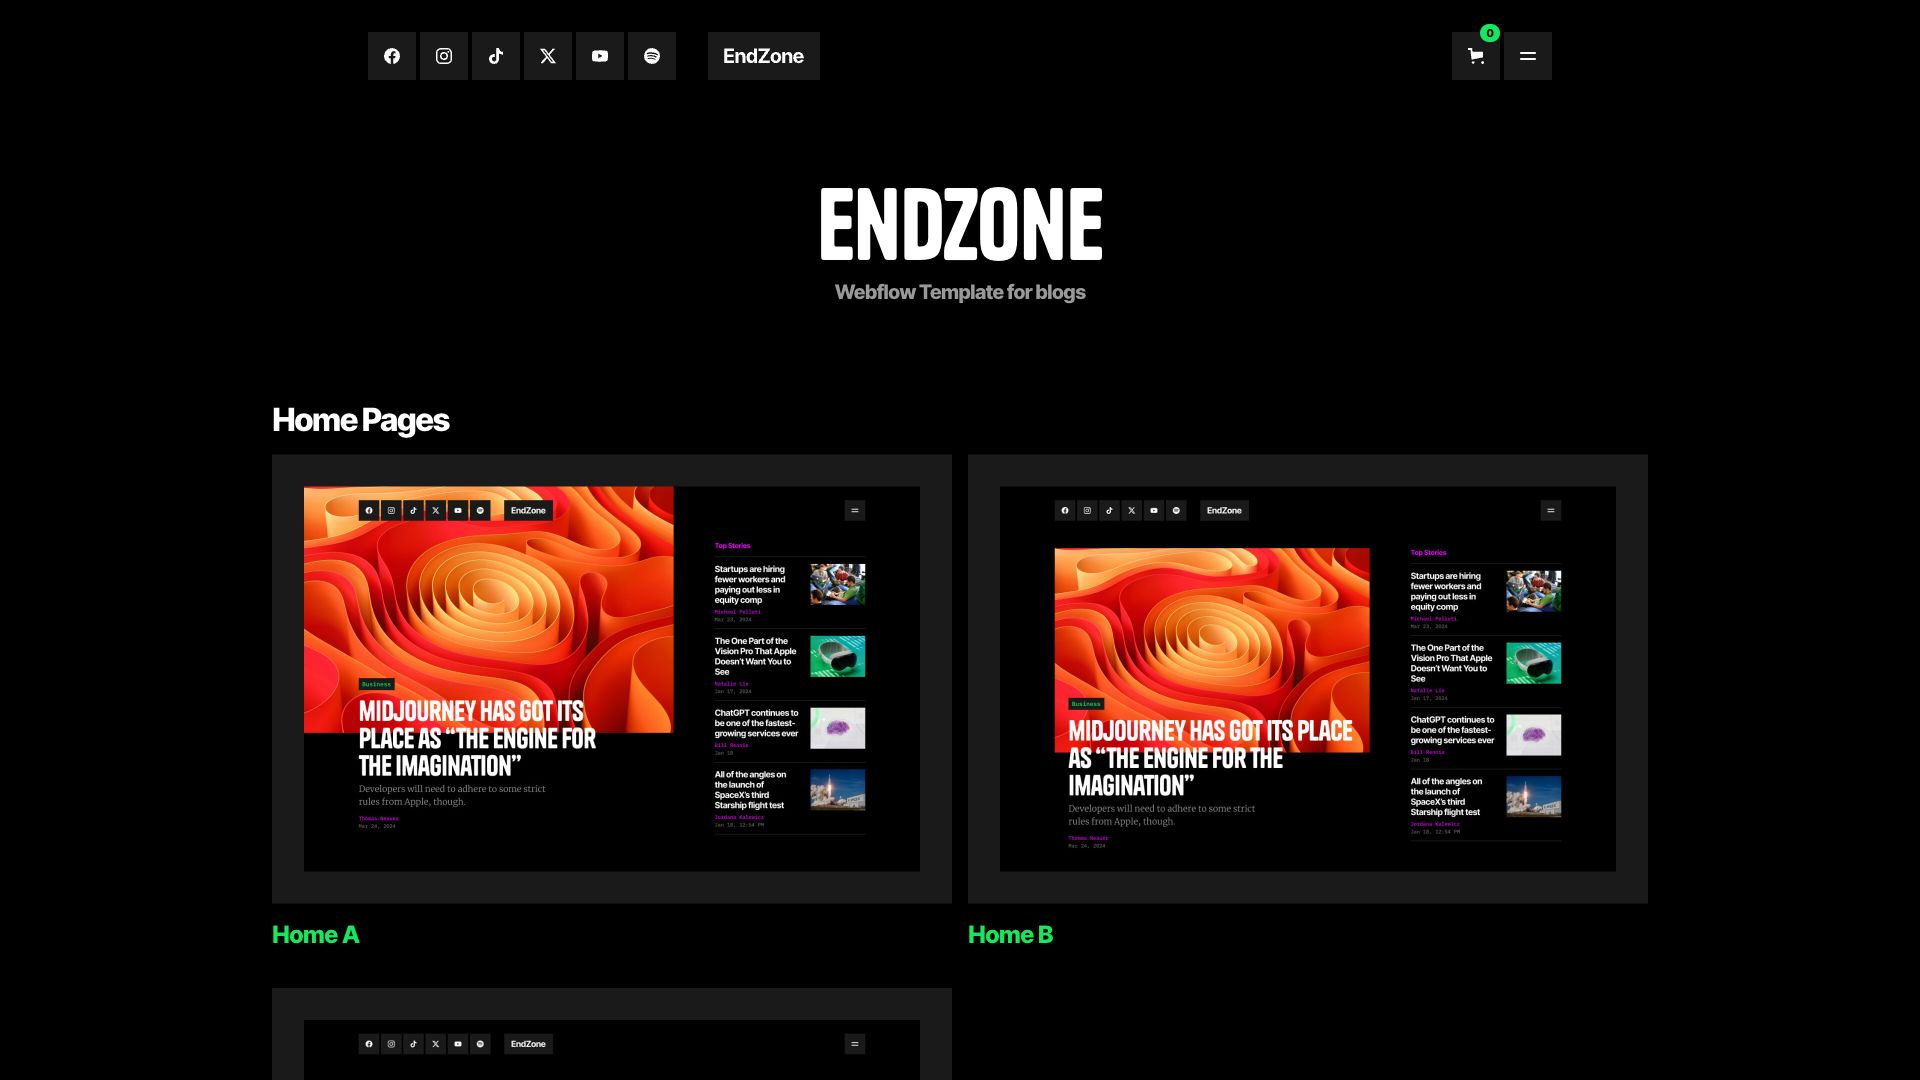 EndZone
0
ENDZONE
Webflow Template for blogs
Home Pages
EndZone
Business
MIDJOURNEY HAS GOT ITS
PLACE AS “THE ENGINE FOR
THE IMAGINATION”
Developers will need to adhere to some strict
rules from Apple, though.
Thomas Neawer
Mar 24, 2024
Top Stories
Startups are hiring
fewer workers and
paying out less in
equity comp
Michael Pelleti
Mar 23, 2024
The One Part of the
Vision Pro That Apple
Doesn’t Want You to
See
Natalie Lie
Jan 17, 2024
ChatGPT continues to
be one of the fastest-
growing services ever
Bill Rennie
Jan 18
All of the angles on
the launch of
SpaceX’s third
Starship flight test
Jordana Kalewicz
Jan 18, 12:54 PM
Home A
EndZone
Business
MIDJOURNEY HAS GOT ITS PLACE
AS “THE ENGINE FOR THE
IMAGINATION”
Developers will need to adhere to some strict
rules from Apple, though.
Thomas Neawer
Mar 24, 2024
Top Stories
Startups are hiring
fewer workers and
paying out less in
equity comp
Michael Pelleti
Mar 23, 2024
The One Part of the
Vision Pro That Apple
Doesn’t Want You to
See
Natalie Lie
Jan 17, 2024
ChatGPT continues to
be one of the fastest-
growing services ever
Bill Rennie
Jan 18
All of the angles on
the launch of
SpaceX’s third
Starship flight test
Jordana Kalewicz
Jan 18, 12:54 PM
Home B
EndZone